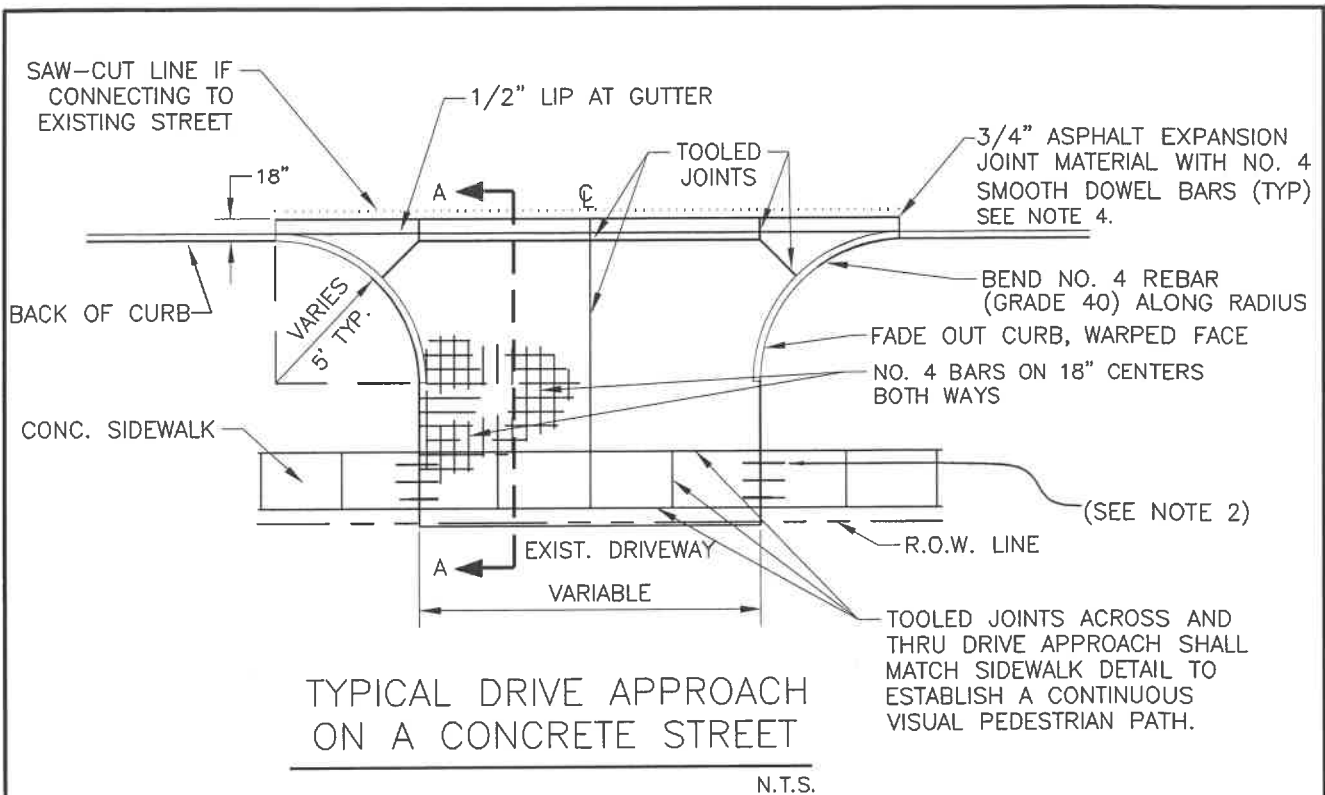 SAW-CUT LINE IF
CONNECTING TO
EXISTING STREET
1/2" LIP AT GUTTER
TOOLED
JOINTS
3/4" ASPHALT EXPANSION
JOINT MATERIAL WITH NO. 4
SMOOTH DOWEL BARS (TYP)
SEE NOTE 4.
18"
A
℄
BACK OF CURB
VARIES
5' TYP.
BEND NO. 4 REBAR
(GRADE 40) ALONG RADIUS
FADE OUT CURB, WARPED FACE
NO. 4 BARS ON 18" CENTERS
BOTH WAYS
CONC. SIDEWALK
(SEE NOTE 2)
R.O.W. LINE
A
EXIST. DRIVEWAY
VARIABLE
TOOLED JOINTS ACROSS AND
THRU DRIVE APPROACH SHALL
MATCH SIDEWALK DETAIL TO
ESTABLISH A CONTINUOUS
VISUAL PEDESTRIAN PATH.
TYPICAL DRIVE APPROACH
ON A CONCRETE STREET
N.T.S.